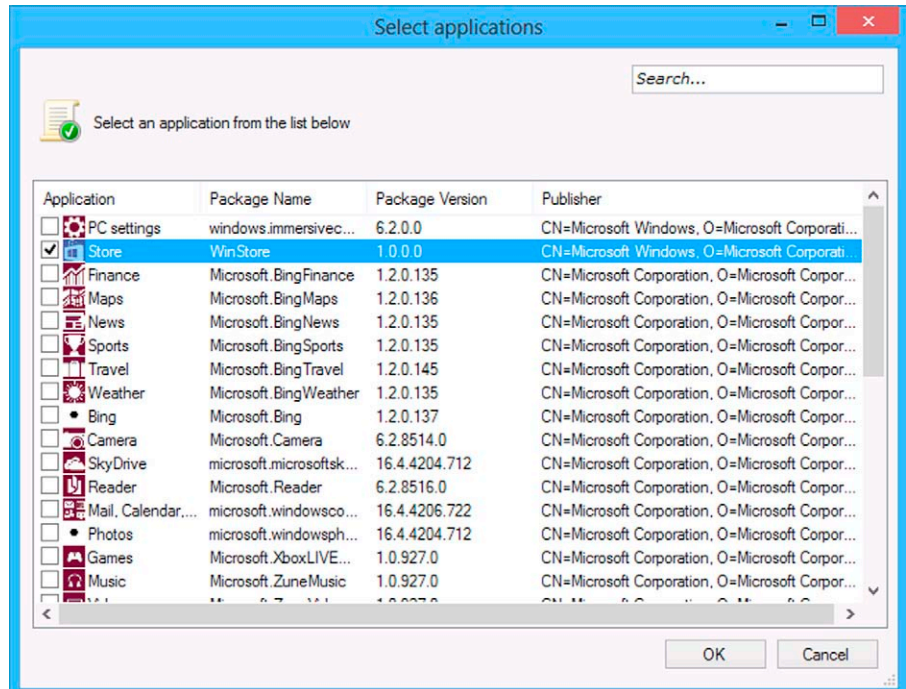 Select applications
Search...
Select an application from the list below
Application Package Name Package Version Publisher
PC settings windows.immersivec... 6.2.0.0 CN=Microsoft Windows, O=Microsoft Corporati...
Store WinStore 1.0.0.0 CN=Microsoft Windows, O=Microsoft Corporati...
Finance Microsoft.BingFinance 1.2.0.135 CN=Microsoft Corporation, O=Microsoft Corpor...
Maps Microsoft.BingMaps 1.2.0.136 CN=Microsoft Corporation, O=Microsoft Corpor...
News Microsoft.BingNews 1.2.0.135 CN=Microsoft Corporation, O=Microsoft Corpor...
Sports Microsoft.BingSports 1.2.0.135 CN=Microsoft Corporation, O=Microsoft Corpor...
Travel Microsoft.BingTravel 1.2.0.145 CN=Microsoft Corporation, O=Microsoft Corpor...
Weather Microsoft.BingWeather 1.2.0.135 CN=Microsoft Corporation, O=Microsoft Corpor...
Bing Microsoft.Bing 1.2.0.137 CN=Microsoft Corporation, O=Microsoft Corpor...
Camera Microsoft.Camera 6.2.8514.0 CN=Microsoft Corporation, O=Microsoft Corpor...
SkyDrive microsoft.microsoftsk... 16.4.4204.712 CN=Microsoft Corporation, O=Microsoft Corpor...
Reader Microsoft.Reader 6.2.8516.0 CN=Microsoft Corporation, O=Microsoft Corpor...
Mail, Calendar,... microsoft.windowsco... 16.4.4206.722 CN=Microsoft Corporation, O=Microsoft Corpor...
Photos microsoft.windowsph... 16.4.4204.712 CN=Microsoft Corporation, O=Microsoft Corpor...
Games Microsoft.XboxLIVE... 1.0.927.0 CN=Microsoft Corporation, O=Microsoft Corpor...
Music Microsoft.ZuneMusic 1.0.927.0 CN=Microsoft Corporation, O=Microsoft Corpor...
OK Cancel